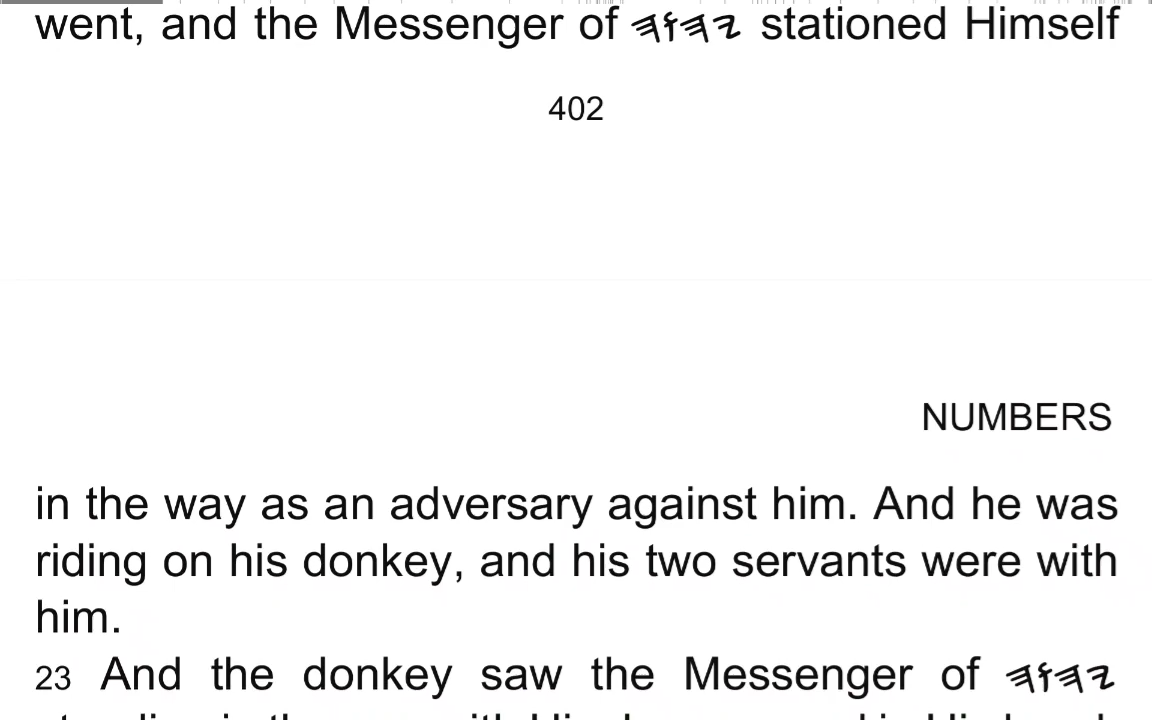 went, and the Messenger of 𐤉𐤄𐤅𐤄 stationed Himself
402
NUMBERS
in the way as an adversary against him. And he was
riding on his donkey, and his two servants were with
him.
23 And the donkey saw the Messenger of 𐤉𐤄𐤅𐤄